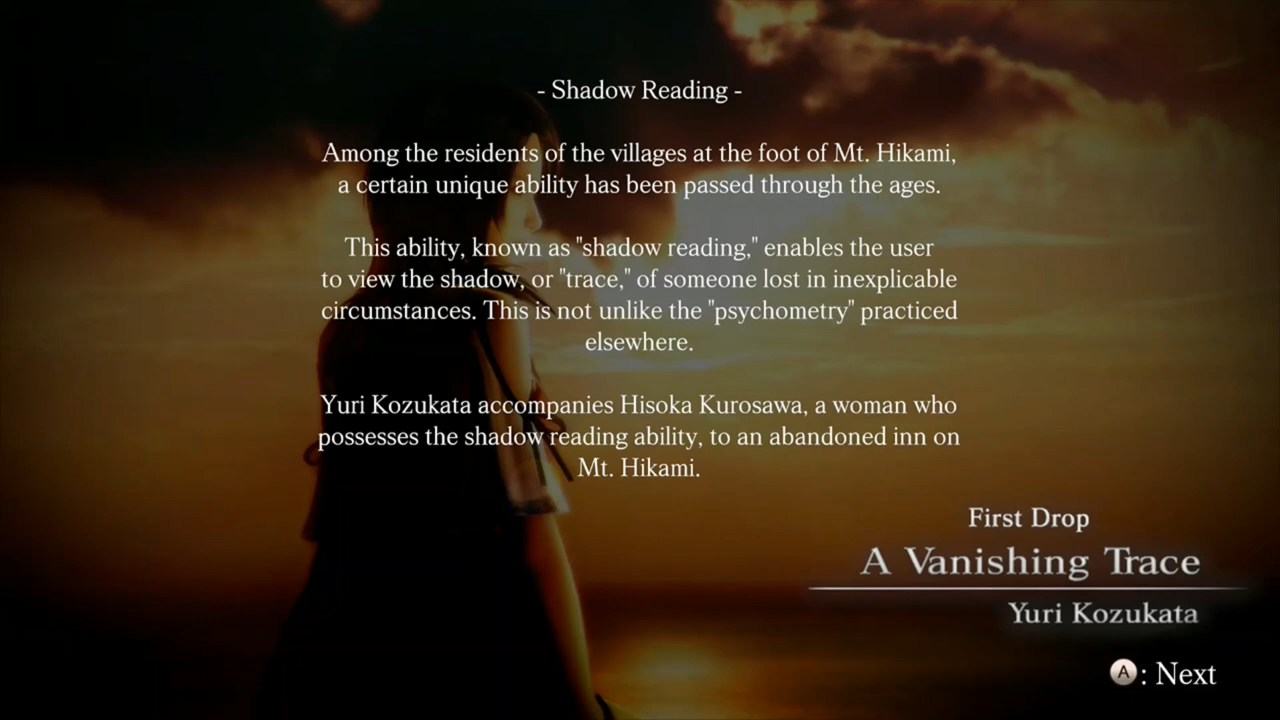 - Shadow Reading -
Among the residents of the villages at the foot of Mt. Hikami,
a certain unique ability has been passed through the ages.
This ability, known as "shadow reading," enables the user
to view the shadow, or "trace," of someone lost in inexplicable
circumstances. This is not unlike the "psychometry" practiced
elsewhere.
Yuri Kozukata accompanies Hisoka Kurosawa, a woman who
possesses the shadow reading ability, to an abandoned inn on
Mt. Hikami.
First Drop
A Vanishing Trace
Yuri Kozukata
A: Next